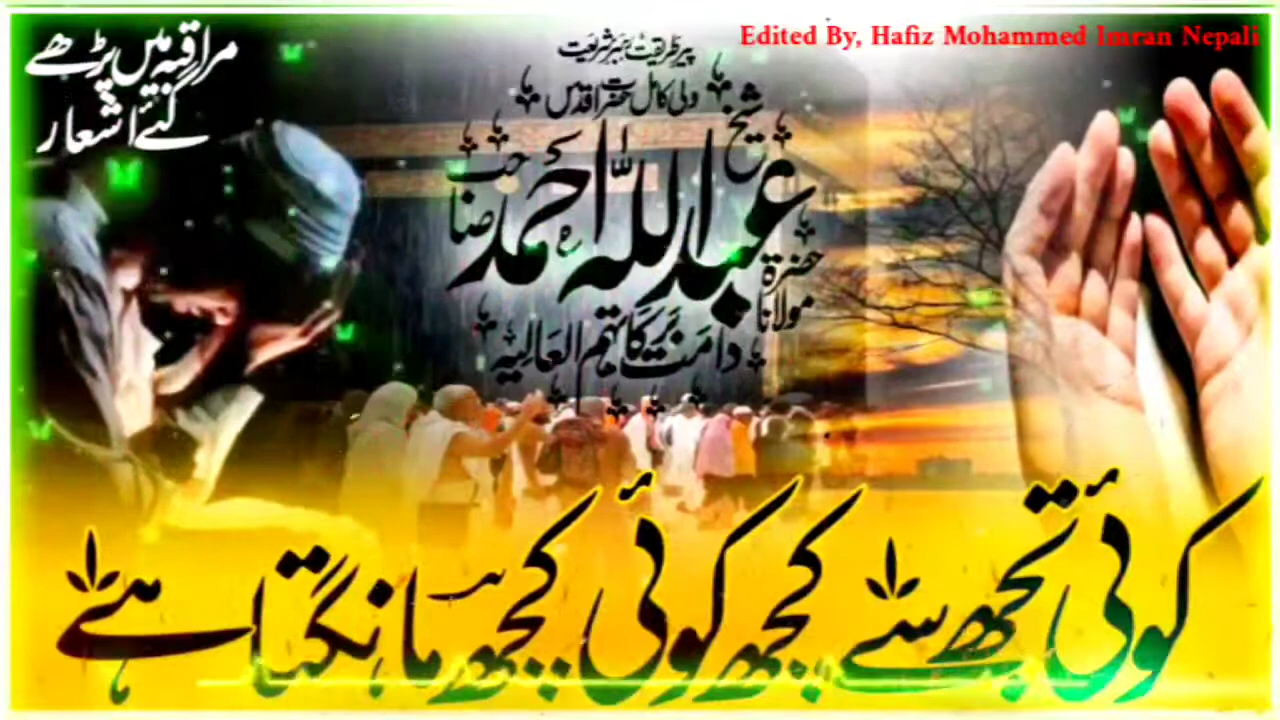 Edited By, Hafiz Mohammed Imran Nepali
مراقبہ میں پڑھے
گئے اشعار
پیر طریقت رہبر شریعت
ولی کامل حضرت اقدس
حضرة مولانا شیخ عبداللہ احمد صاحب
دامت برکاتہم العالیہ
کوئی تجھ سے کچھ کوئی کچھ مانگتا ہے